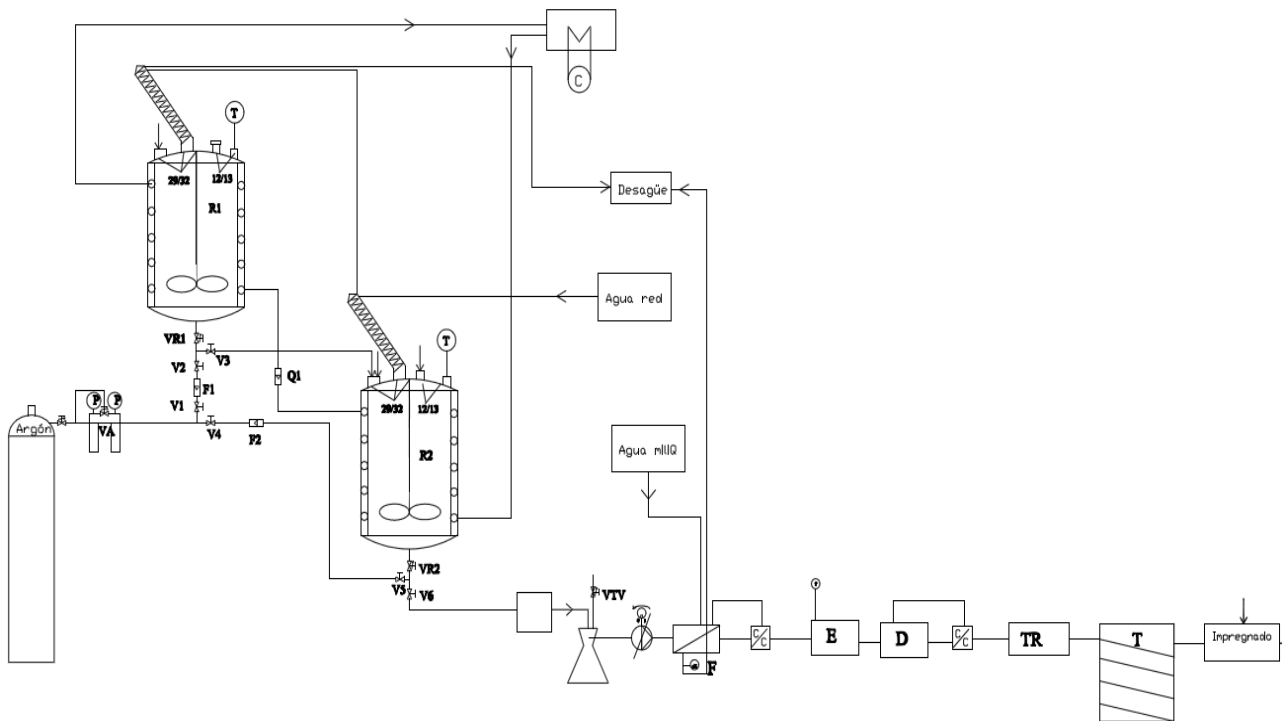 C
T
29/32
12/13
R1
Desagüe
Agua red
T
VR1
V3
V2
F1
Q1
V1
P
P
VA
V4
F2
Argón
29/32
12/13
R2
Agua mIlIQ
VR2
V5
V6
VTV
F
C/C
E
D
C/C
TR
T
Impregnado